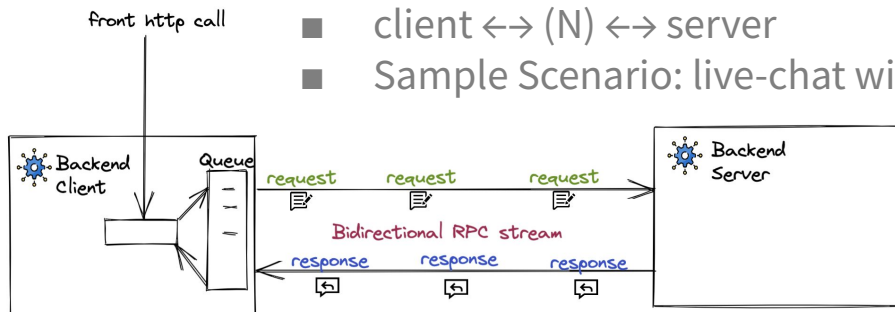 front http call
■ client ←→ (N) ←→ server
■ Sample Scenario: live-chat wi
Backend
Client
Queue
request request request
Backend
Server
Bidirectional RPC stream
response response response